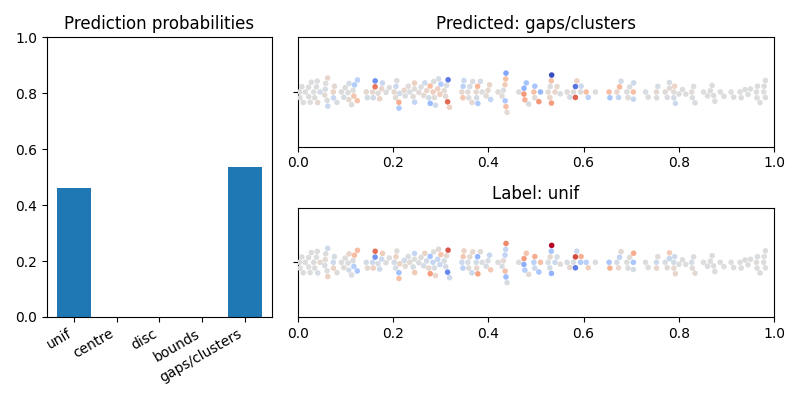 Prediction probabilities
1.0
0.8
0.6
0.4
0.2
0.0
unif
centre
disc
bounds
gaps/clusters
Predicted: gaps/clusters
0.0 0.2 0.4 0.6 0.8 1.0
Label: unif
0.0 0.2 0.4 0.6 0.8 1.0